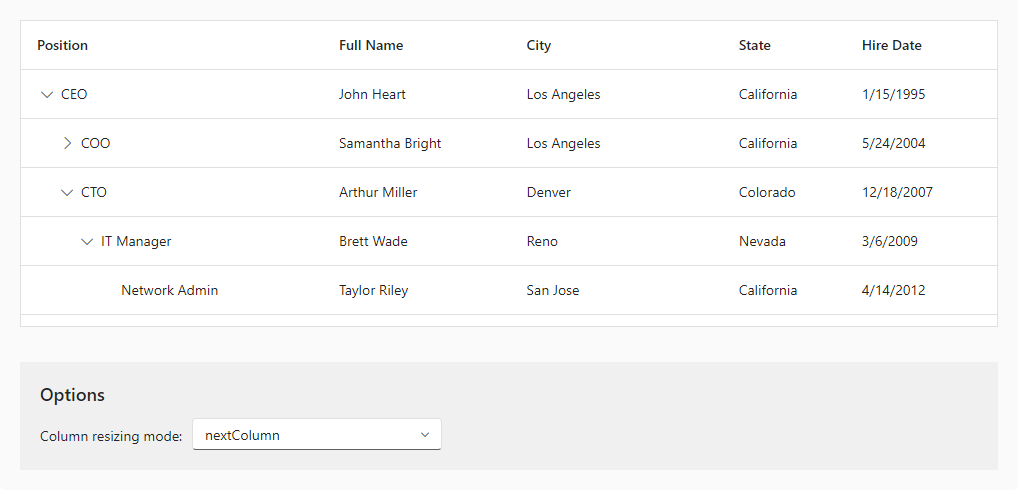 Position Full Name City State Hire Date
CEO John Heart Los Angeles California 1/15/1995
COO Samantha Bright Los Angeles California 5/24/2004
CTO Arthur Miller Denver Colorado 12/18/2007
IT Manager Brett Wade Reno Nevada 3/6/2009
Network Admin Taylor Riley San Jose California 4/14/2012
Options
Column resizing mode: nextColumn